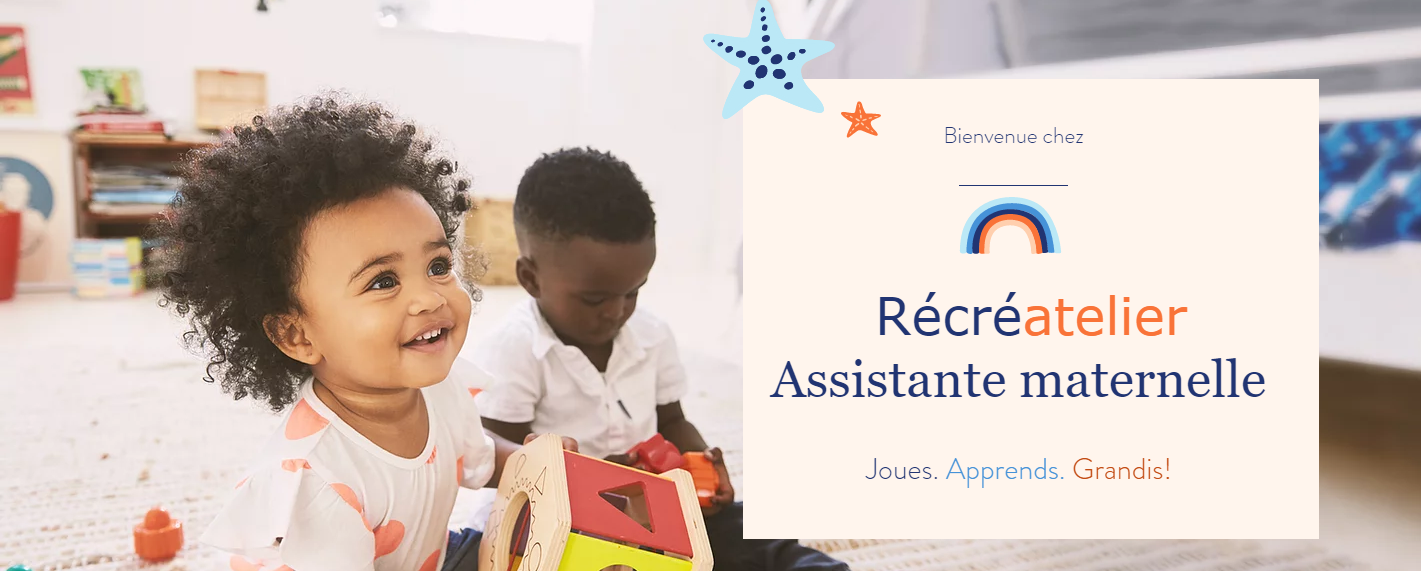 Bienvenue chez
Récréatelier
Assistante maternelle
Joues. Apprends. Grandis!